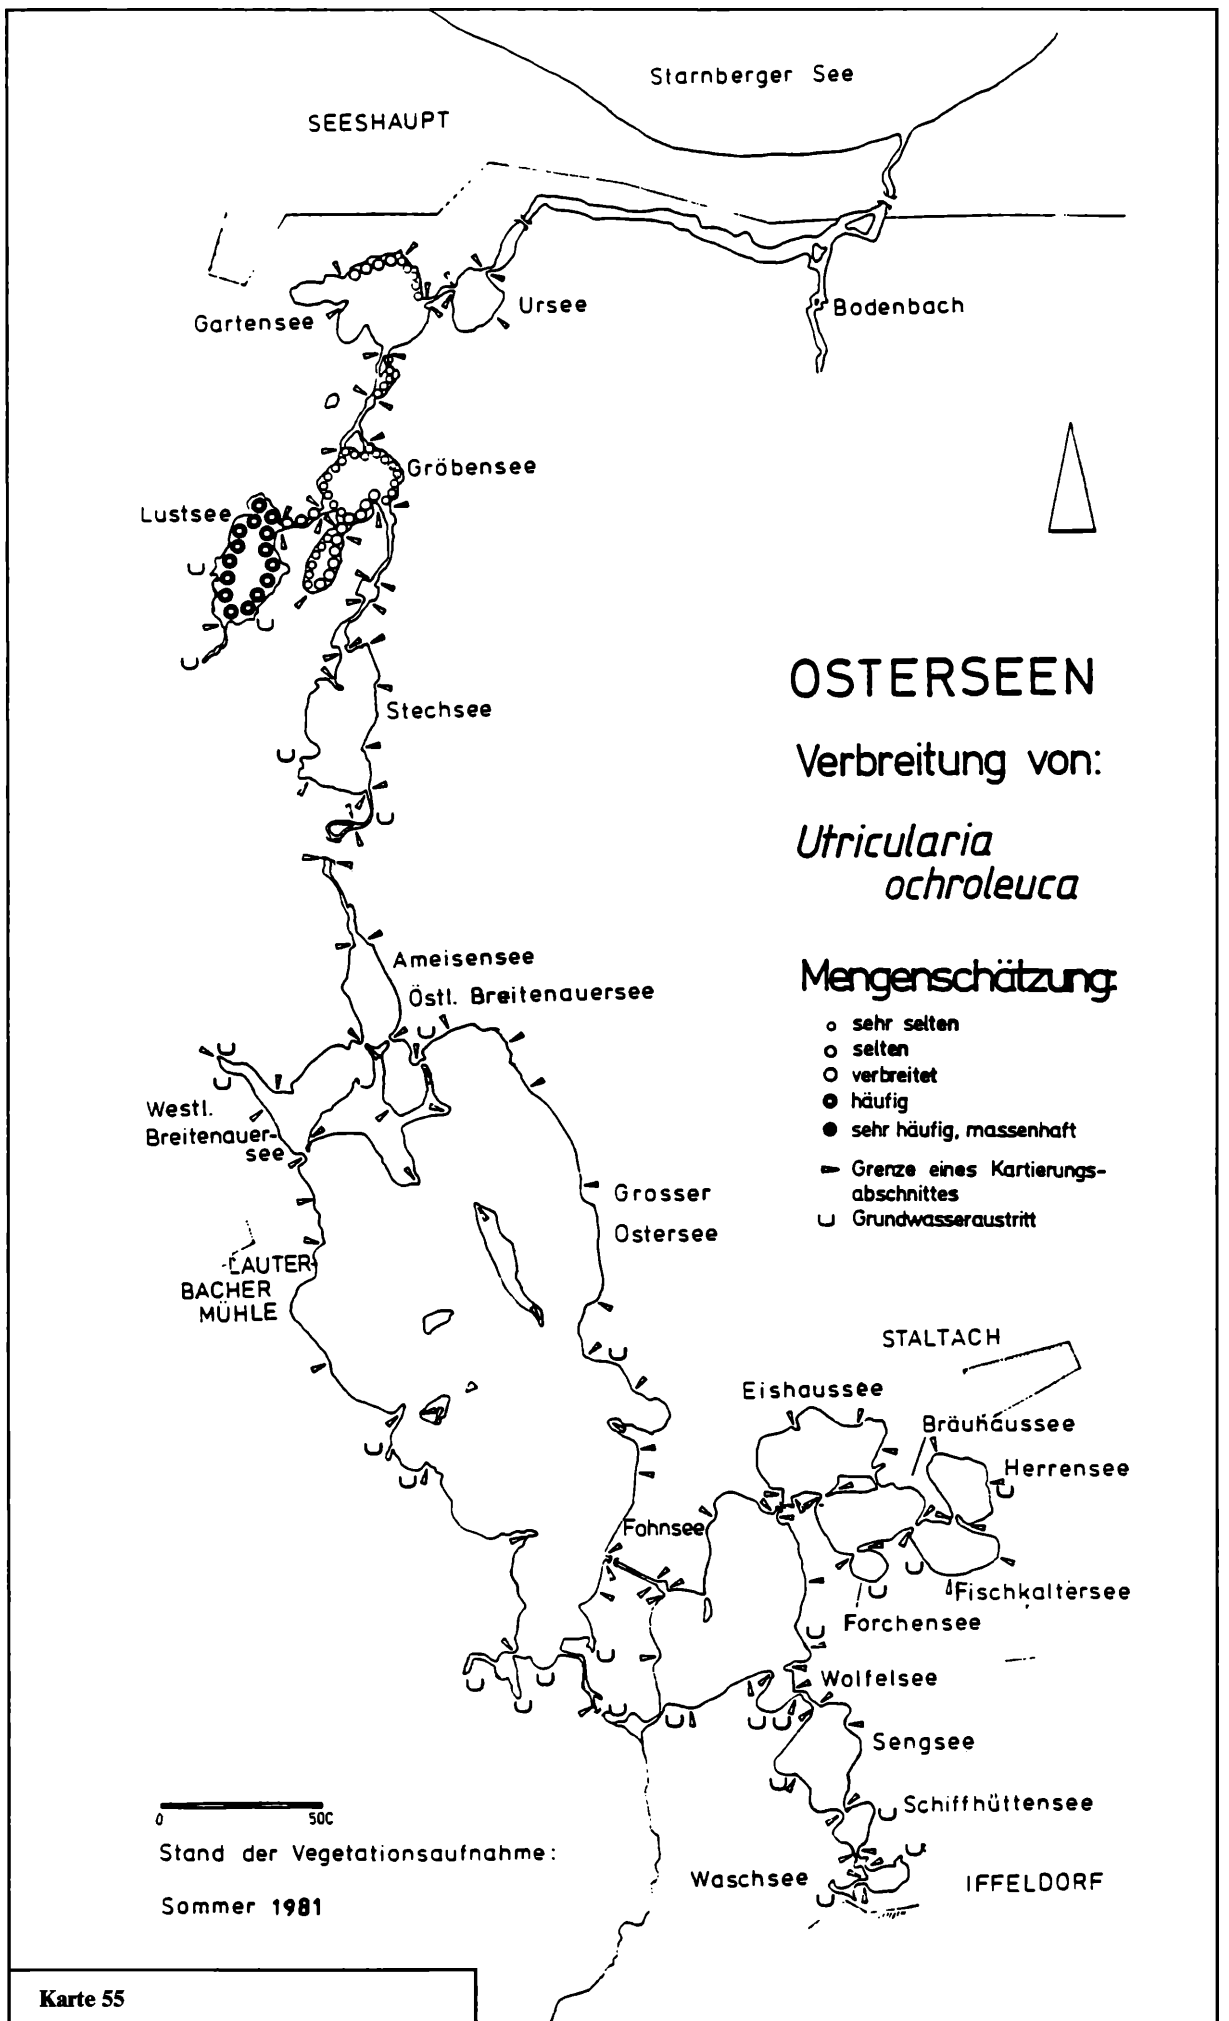 Starnberger See
SEESHAUPT
Gartensee
Ursee
Bodenbach
Gröbensee
Lustsee
Stechsee
OSTERSEEN
Verbreitung von:
Utricularia
ochroleuca
Ameisensee
Östl. Breitenauersee
Mengenschätzung:
sehr selten
selten
verbreitet
häufig
sehr häufig, massenhaft
Grenze eines Kartierungs-
abschnittes
Grundwasseraustritt
Westl.
Breitenauer-
see
Grosser
Ostersee
LAUTER-
BACHER
MÜHLE
STALTACH
Eishaussee
Bräuhaussee
Herrensee
Fohnsee
Fischkaltersee
Forchensee
Wolfelsee
Sengsee
Schiffhüttensee
Waschsee
IFFELDORF
0 50C
Stand der Vegetationsaufnahme:
Sommer 1981
Karte 55